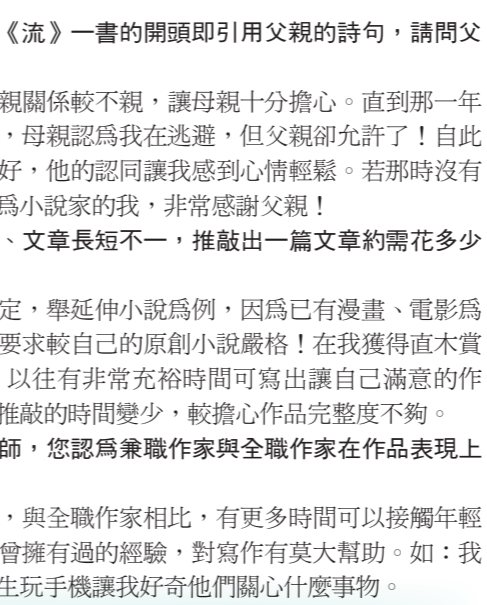 《流》一書的開頭即引用父親的詩句，請問父
親關係較不親，讓母親十分擔心。直到那一年
，母親認爲我在逃避，但父親卻允許了！自此
好，他的認同讓我感到心情輕鬆。若那時沒有
爲小說家的我，非常感謝父親！
、文章長短不一，推敲出一篇文章約需花多少
定，舉延伸小說爲例，因爲已有漫畫、電影爲
要求較自己的原創小說嚴格！在我獲得直木賞
以往有非常充裕時間可寫出讓自己滿意的作
推敲的時間變少，較擔心作品完整度不夠。
師，您認爲兼職作家與全職作家在作品表現上
，與全職作家相比，有更多時間可以接觸年輕
曾擁有過的經驗，對寫作有莫大幫助。如：我
生玩手機讓我好奇他們關心什麼事物。